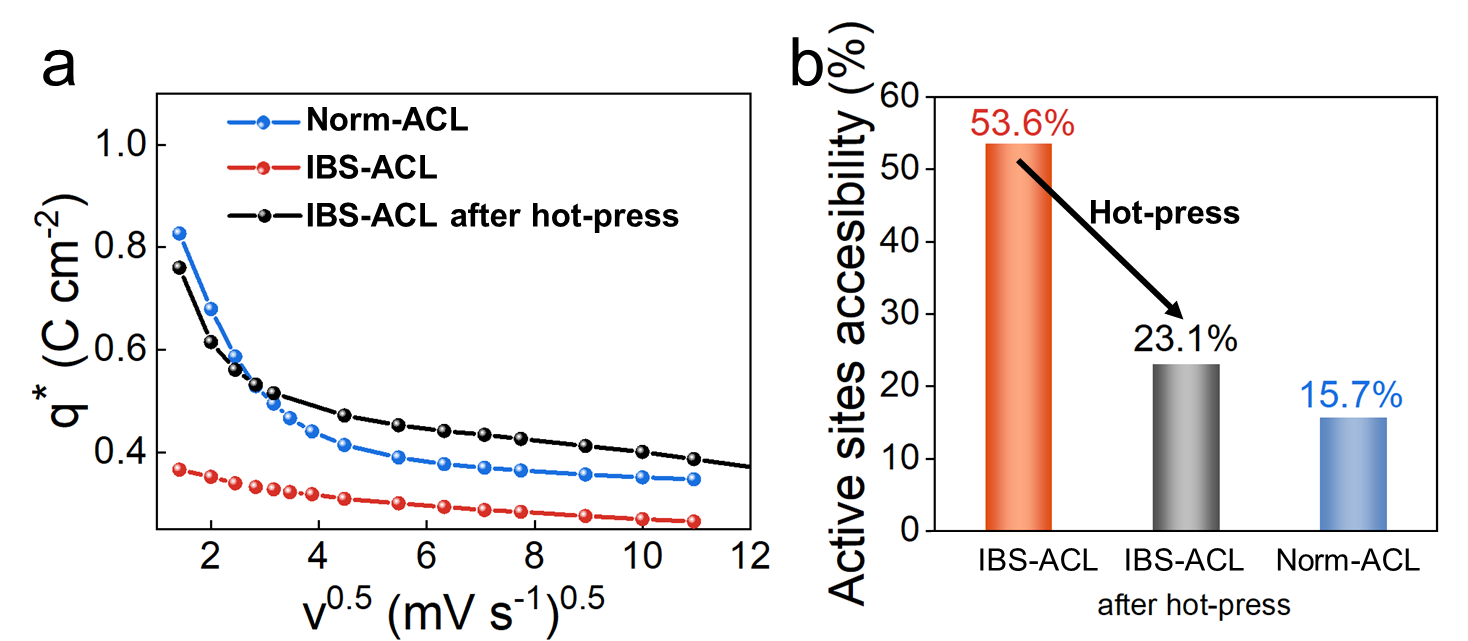 a
Norm-ACL
IBS-ACL
IBS-ACL after hot-press
q* (C cm-2)
1.0
0.8
0.6
0.4
2 4 6 8 10 12
v0.5 (mV s-1)0.5
b
Active sites accesibility (%)
60
50
40
30
20
10
0
53.6%
Hot-press
23.1%
15.7%
IBS-ACL IBS-ACL Norm-ACL
after hot-press